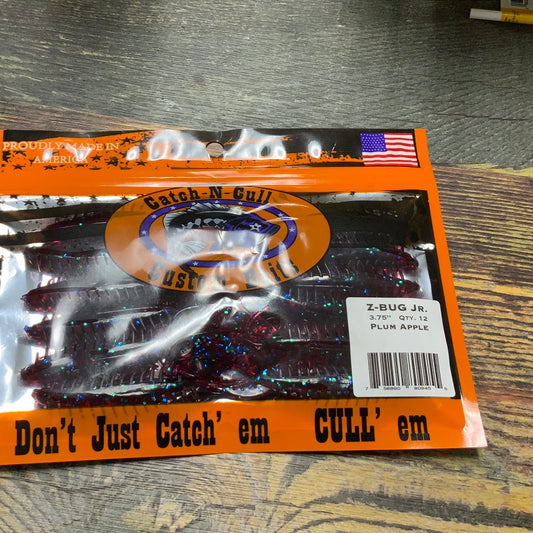 PROUDLY MADE IN
AMERICA
Catch-N-Cull
Custom Baits
Z-BUG JR.
3.75" QTY. 12
PLUM APPLE
Don't Just Catch' em CULL' em